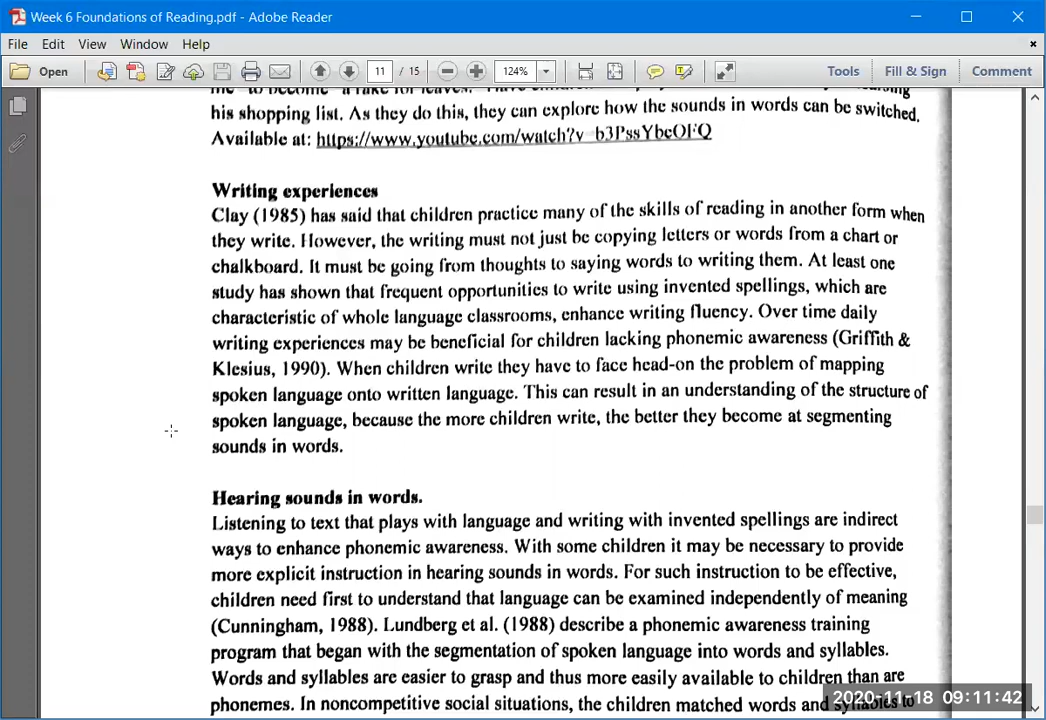 Week 6 Foundations of Reading.pdf - Adobe Reader
File Edit View Window Help
Open 11 / 15 124% Tools Fill & Sign Comment
his shopping list. As they do this, they can explore how the sounds in words can be switched.
Available at: https://www.youtube.com/watch?v
Writing experiences
Clay (1985) has said that children practice many of the skills of reading in another form when
they write. However, the writing must not just be copying letters or words from a chart or
chalkboard. It must be going from thoughts to saying words to writing them. At least one
study has shown that frequent opportunities to write using invented spellings, which are
characteristic of whole language classrooms, enhance writing fluency. Over time daily
writing experiences may be beneficial for children lacking phonemic awareness (Griffith &
Klesius, 1990). When children write they have to face head-on the problem of mapping
spoken language onto written language. This can result in an understanding of the structure of
spoken language, because the more children write, the better they become at segmenting
sounds in words.
Hearing sounds in words.
Listening to text that plays with language and writing with invented spellings are indirect
ways to enhance phonemic awareness. With some children it may be necessary to provide
more explicit instruction in hearing sounds in words. For such instruction to be effective,
children need first to understand that language can be examined independently of meaning
(Cunningham, 1988). Lundberg et al. (1988) describe a phonemic awareness training
program that began with the segmentation of spoken language into words and syllables.
Words and syllables are easier to grasp and thus more easily available to children than are
phonemes. In noncompetitive social situations, the children matched words and syllables to
2020-11-18 09:11:42